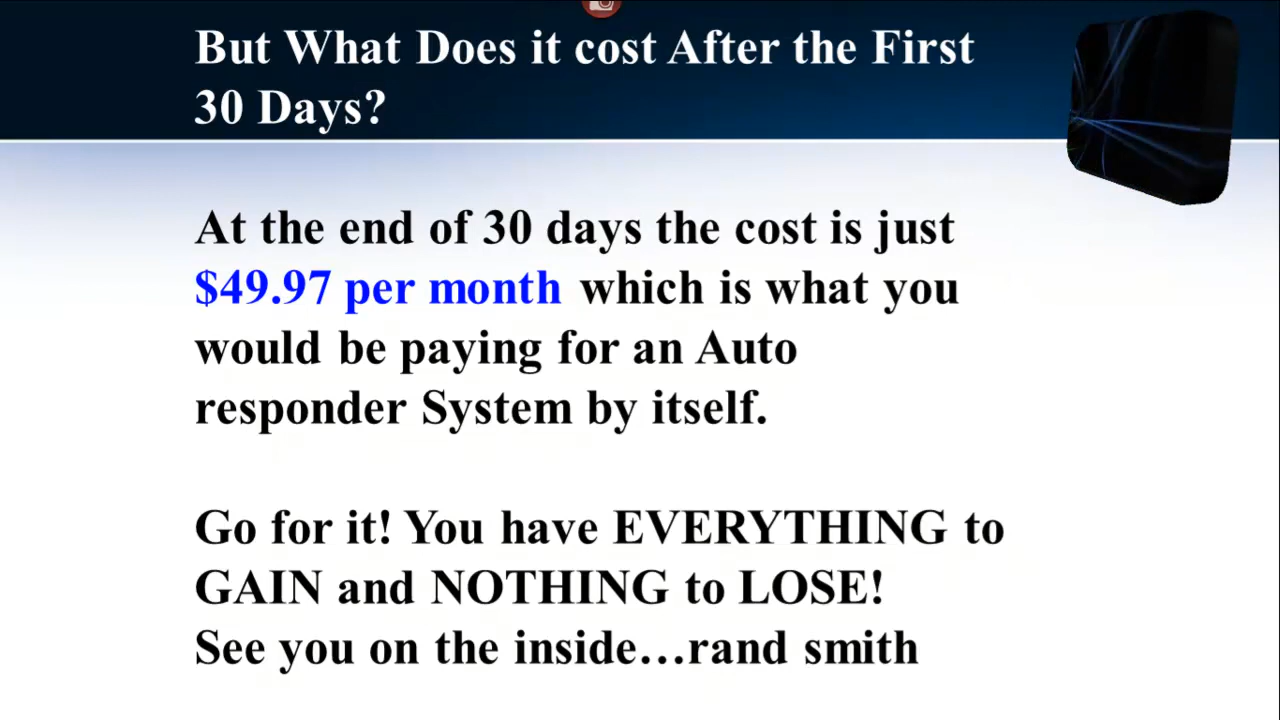 But What Does it cost After the First
30 Days?
At the end of 30 days the cost is just
$49.97 per month which is what you
would be paying for an Auto
responder System by itself.
Go for it! You have EVERYTHING to
GAIN and NOTHING to LOSE!
See you on the inside…rand smith